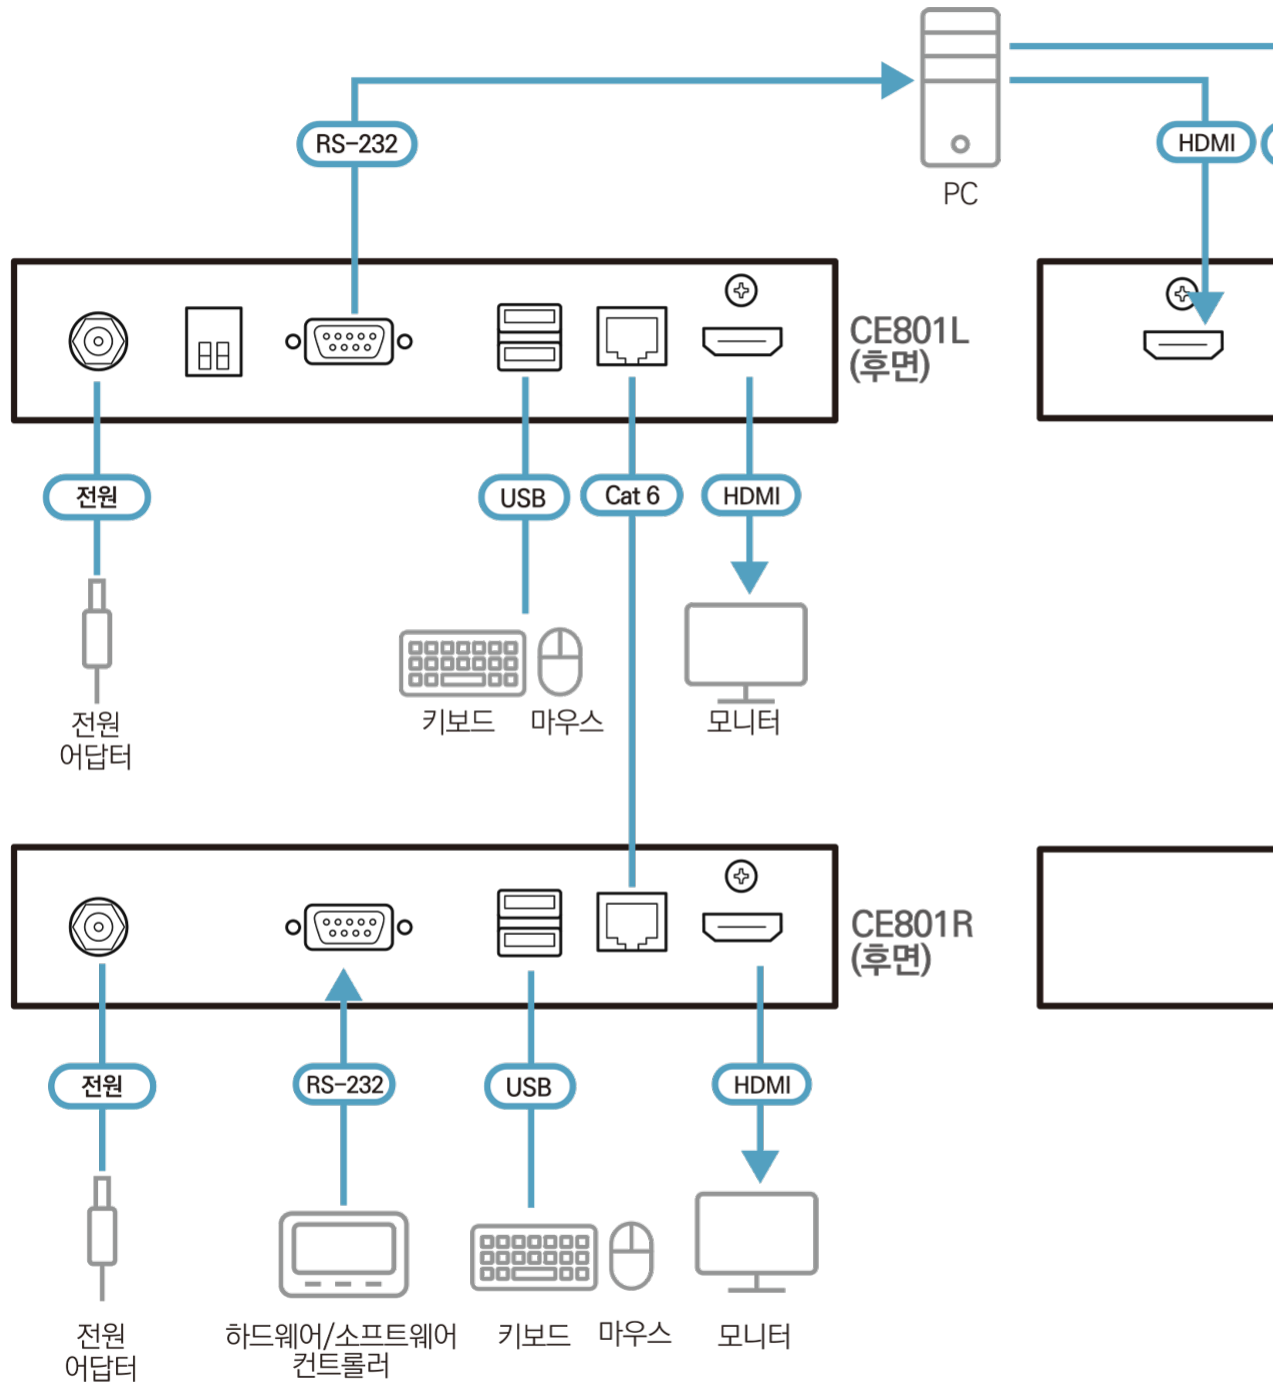 PC
RS-232
HDMI
CE801L
(후면)
전원
USB
Cat 6
HDMI
전원
어답터
키보드
마우스
모니터
CE801R
(후면)
전원
RS-232
USB
HDMI
전원
어답터
하드웨어/소프트웨어
컨트롤러
키보드
마우스
모니터